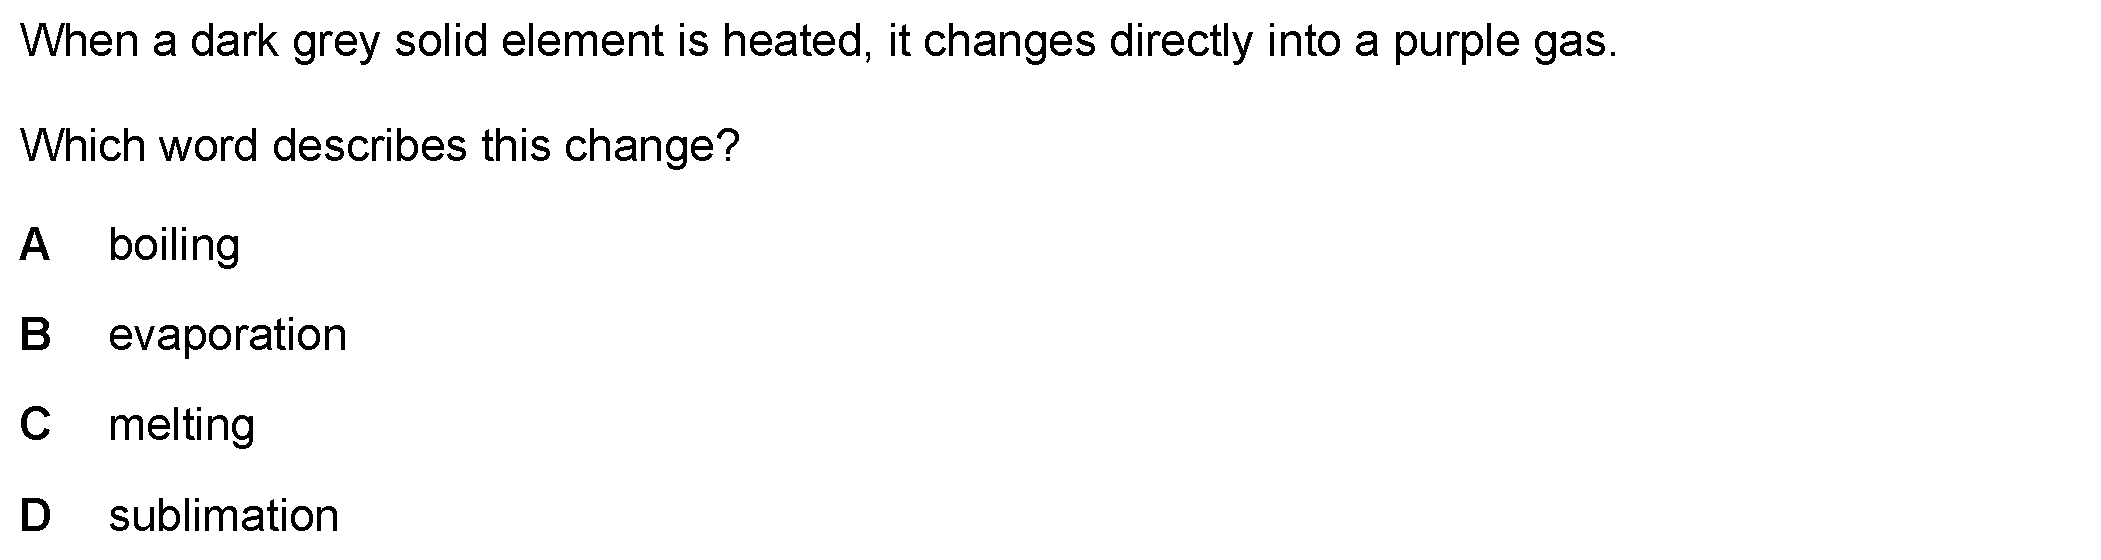 When a dark grey solid element is heated, it changes directly into a purple gas.
Which word describes this change?
A boiling
B evaporation
C melting
D sublimation